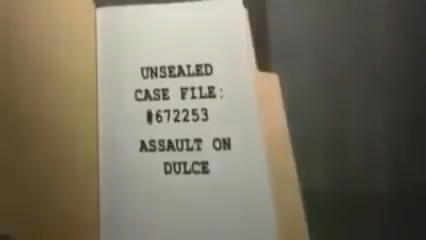 UNSEALED
CASE FILE:
#672253
ASSAULT ON
DULCE